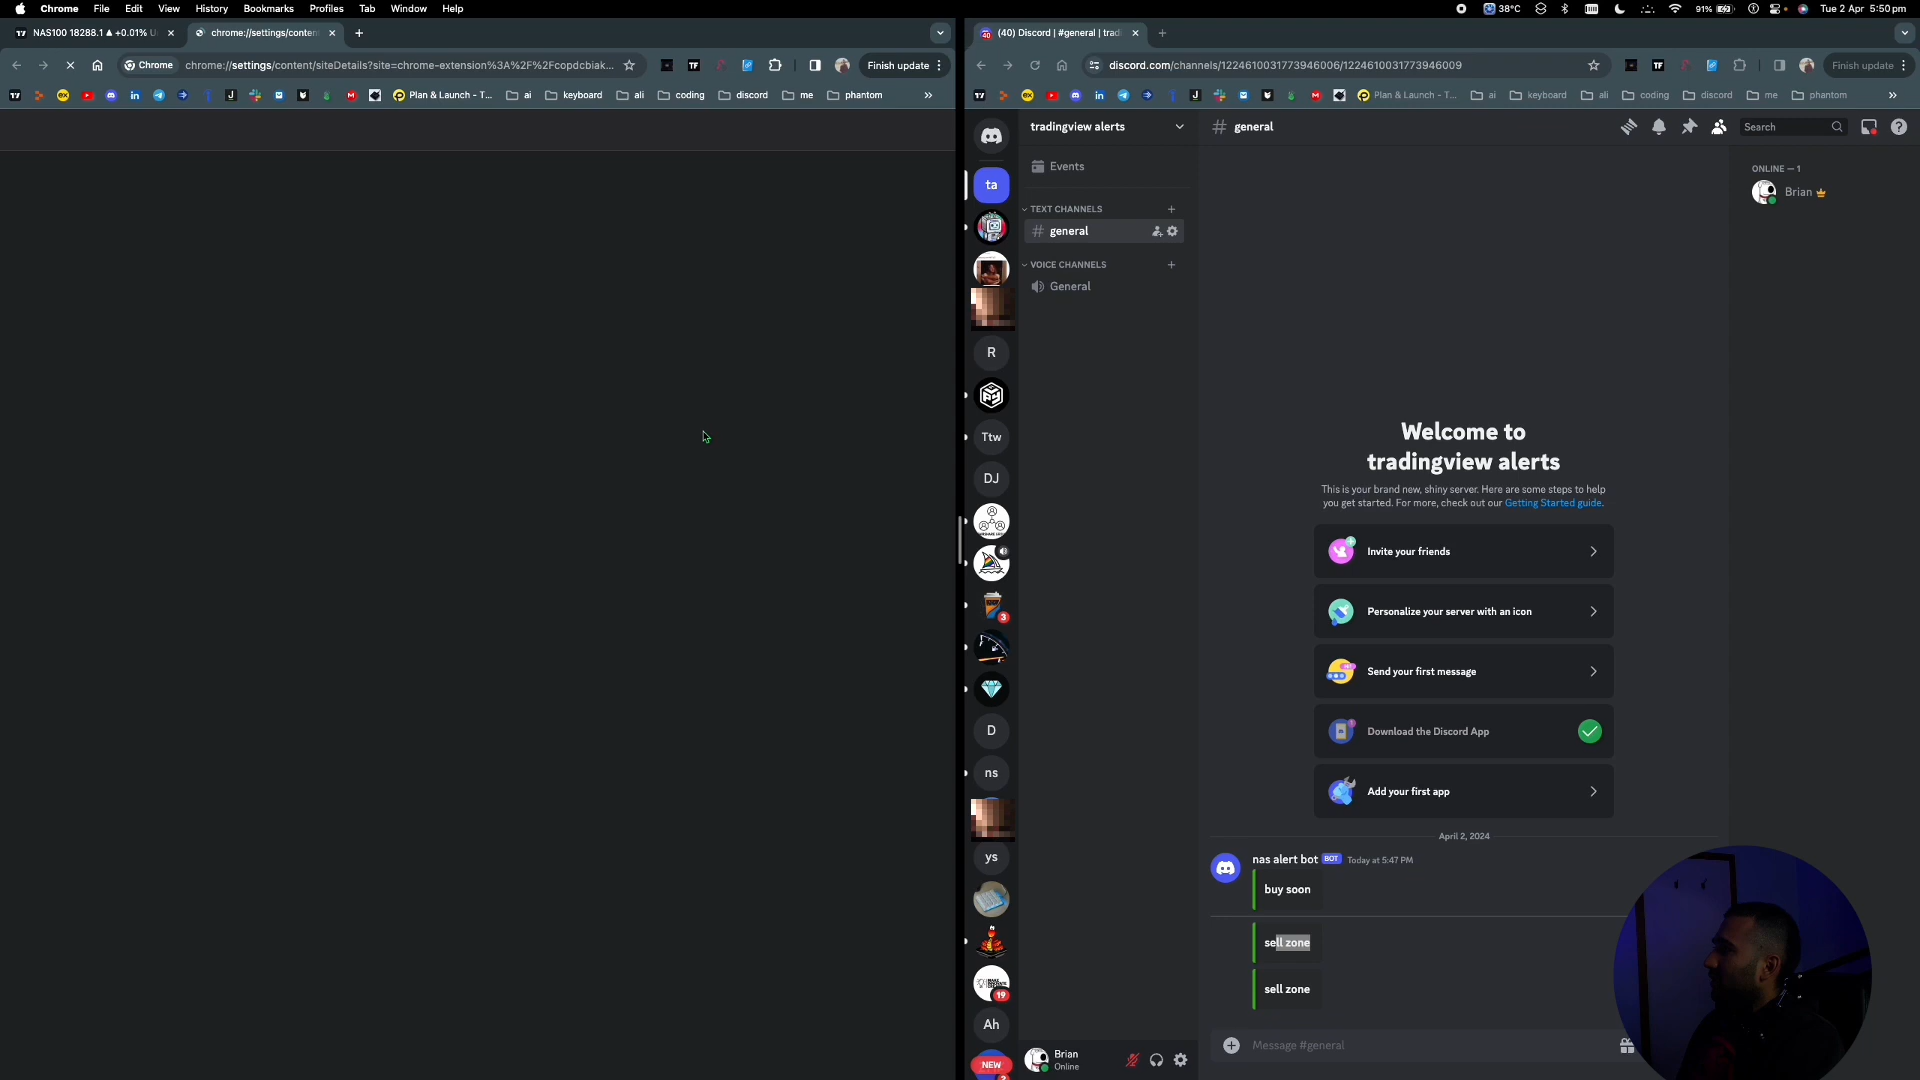 Chrome File Edit View History Bookmarks Profiles Tab Window Help
38°C 91% Tue 2 Apr 5:50 pm
NAS100 18288.1 ▲ +0.01%
chrome://settings/conten
(40) Discord | #general | trad
Chrome chrome://settings/content/siteDetails?site=chrome-extension%3A%2F%2Fcopdcbiak... Finish update
discord.com/channels/1224610031773946006/1224610031773946009 Finish update
Plan & Launch - T... ai keyboard ali coding discord me phantom »
Plan & Launch - T... ai keyboard ali coding discord me phantom »
tradingview alerts
# general
Search
Events
ONLINE — 1
Brian
ta
TEXT CHANNELS
# general
VOICE CHANNELS
General
R
Ttw
DJ
3
D
ns
ys
19
Ah
NEW
Welcome to
tradingview alerts
This is your brand new, shiny server. Here are some steps to help
you get started. For more, check out our Getting Started guide.
Invite your friends
Personalize your server with an icon
Send your first message
Download the Discord App
Add your first app
April 2, 2024
nas alert bot BOT Today at 5:47 PM
buy soon
sell zone
sell zone
Message #general
Brian
Online